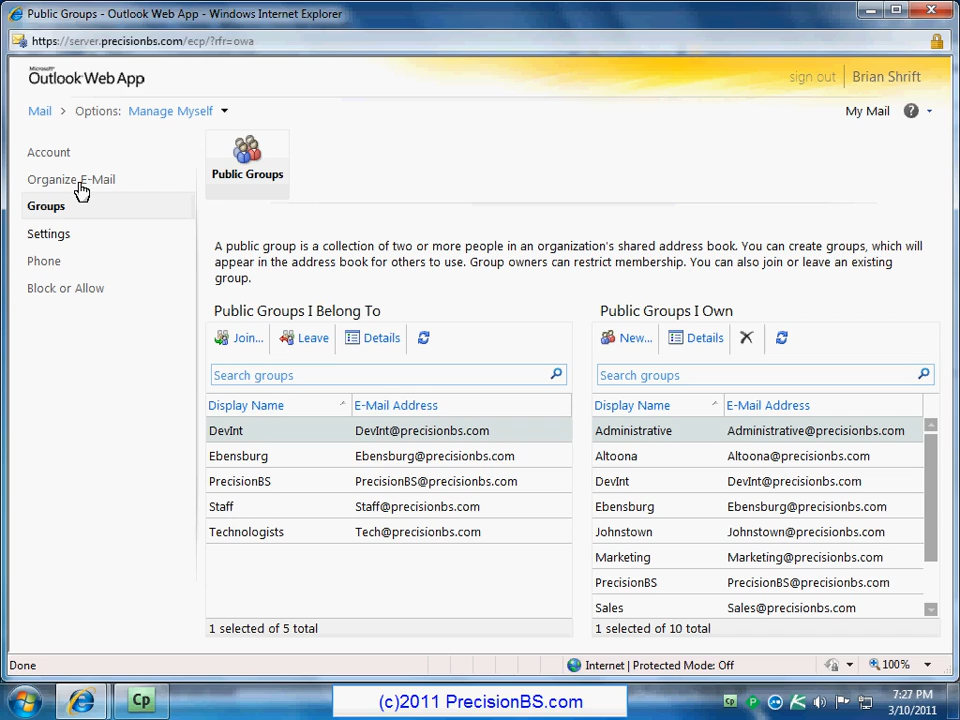 Public Groups - Outlook Web App - Windows Internet Explorer
https://server.precisionbs.com/ecp/?rfr=owa
Microsoft
Outlook Web App
sign out Brian Shrift
Mail > Options: Manage Myself
My Mail ?
Account
Organize E-Mail
Groups
Settings
Phone
Block or Allow
Public Groups
A public group is a collection of two or more people in an organization's shared address book. You can create groups, which will
appear in the address book for others to use. Group owners can restrict membership. You can also join or leave an existing
group.
Public Groups I Belong To
Join... Leave Details
Search groups
Display Name E-Mail Address
DevInt DevInt@precisionbs.com
Ebensburg Ebensburg@precisionbs.com
PrecisionBS PrecisionBS@precisionbs.com
Staff Staff@precisionbs.com
Technologists Tech@precisionbs.com
1 selected of 5 total
Public Groups I Own
New... Details
Search groups
Display Name E-Mail Address
Administrative Administrative@precisionbs.com
Altoona Altoona@precisionbs.com
DevInt DevInt@precisionbs.com
Ebensburg Ebensburg@precisionbs.com
Johnstown Johnstown@precisionbs.com
Marketing Marketing@precisionbs.com
PrecisionBS PrecisionBS@precisionbs.com
Sales Sales@precisionbs.com
1 selected of 10 total
Done
Internet | Protected Mode: Off
100%
Cp
(c)2011 PrecisionBS.com
Cp
P
7:27 PM
3/10/2011